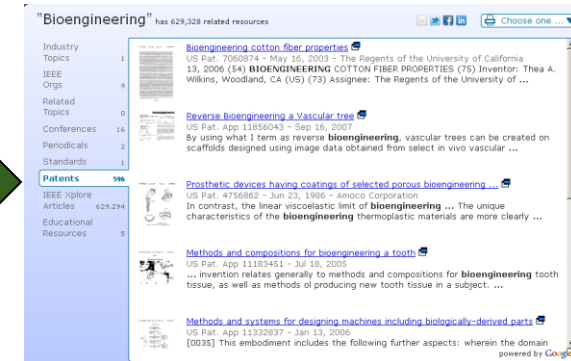 "Bioengineering" has 629,328 related resources
Choose one ...
Industry
Topics 1
IEEE
Orgs 9
Related
Topics 0
Conferences 16
Periodicals 2
Standards 1
Patents 596
IEEE Xplore
Articles 629,294
Educational
Resources 5
Bioengineering cotton fiber properties
US Pat. 7060874 - May 16, 2003 - The Regents of the University of California
13, 2006 (54) BIOENGINEERING COTTON FIBER PROPERTIES (75) Inventor: Thea A.
Wilkins, Woodland, CA (US) (73) Assignee: The Regents of the University of ...
Reverse Bioengineering a Vascular tree
US Pat. App 11856043 - Sep 16, 2007
By using what I term as reverse bioengineering, vascular trees can be created on
scaffolds designed using image data obtained from select in vivo vascular ...
Prosthetic devices having coatings of selected porous bioengineering ...
US Pat. 4756862 - Jun 23, 1986 - Amoco Corporation
In contrast, the linear viscoelastic limit of bioengineering ... The unique
characteristics of the bioengineering thermoplastic materials are more clearly ...
Methods and compositions for bioengineering a tooth
US Pat. App 11183451 - Jul 18, 2005
... invention relates generally to methods and compositions for bioengineering tooth
tissue, as well as methods ol producing new tooth tissue in a subject. ...
Methods and systems for designing machines including biologically-derived parts
US Pat. App 11332837 - Jan 13, 2006
[0035] This embodiment includes the following further aspects: wherein the domain
powered by Google